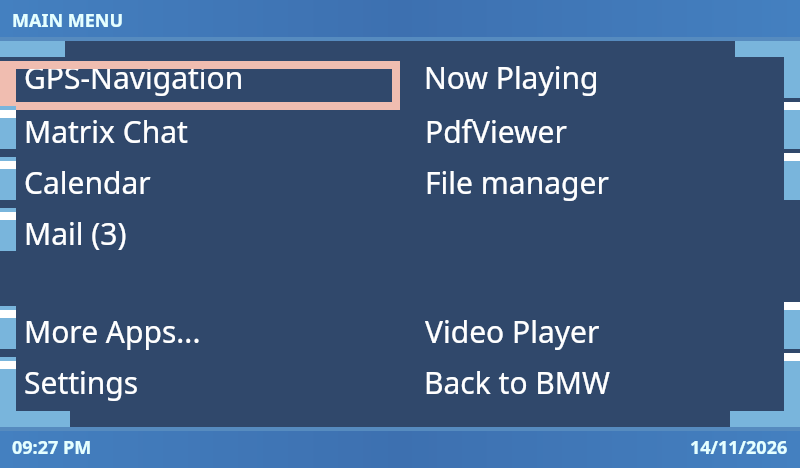 MAIN MENU
GPS-Navigation
Now Playing
Matrix Chat
PdfViewer
Calendar
File manager
Mail (3)
More Apps...
Video Player
Settings
Back to BMW
09:27 PM
14/11/2026